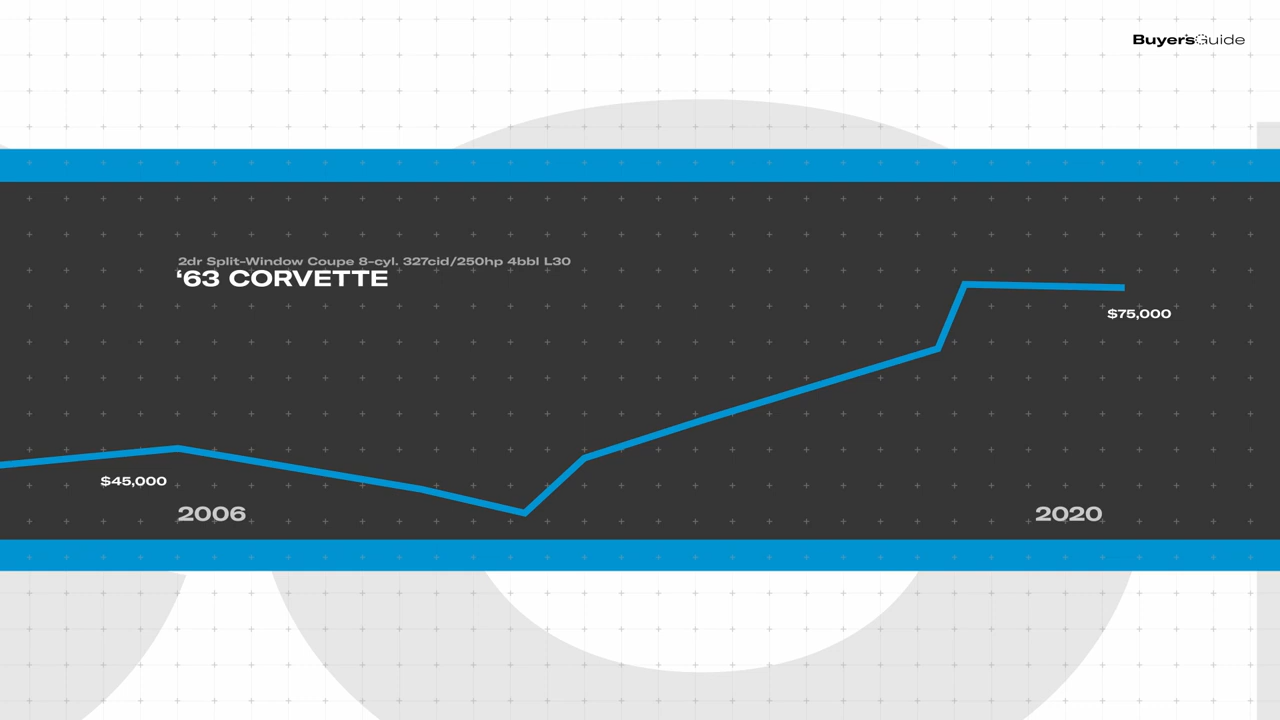 Buyer'sGuide
2dr Split-Window Coupe 8-cyl. 327cid/250hp 4bbl L30
‘63 CORVETTE
$75,000
$45,000
2006
2020